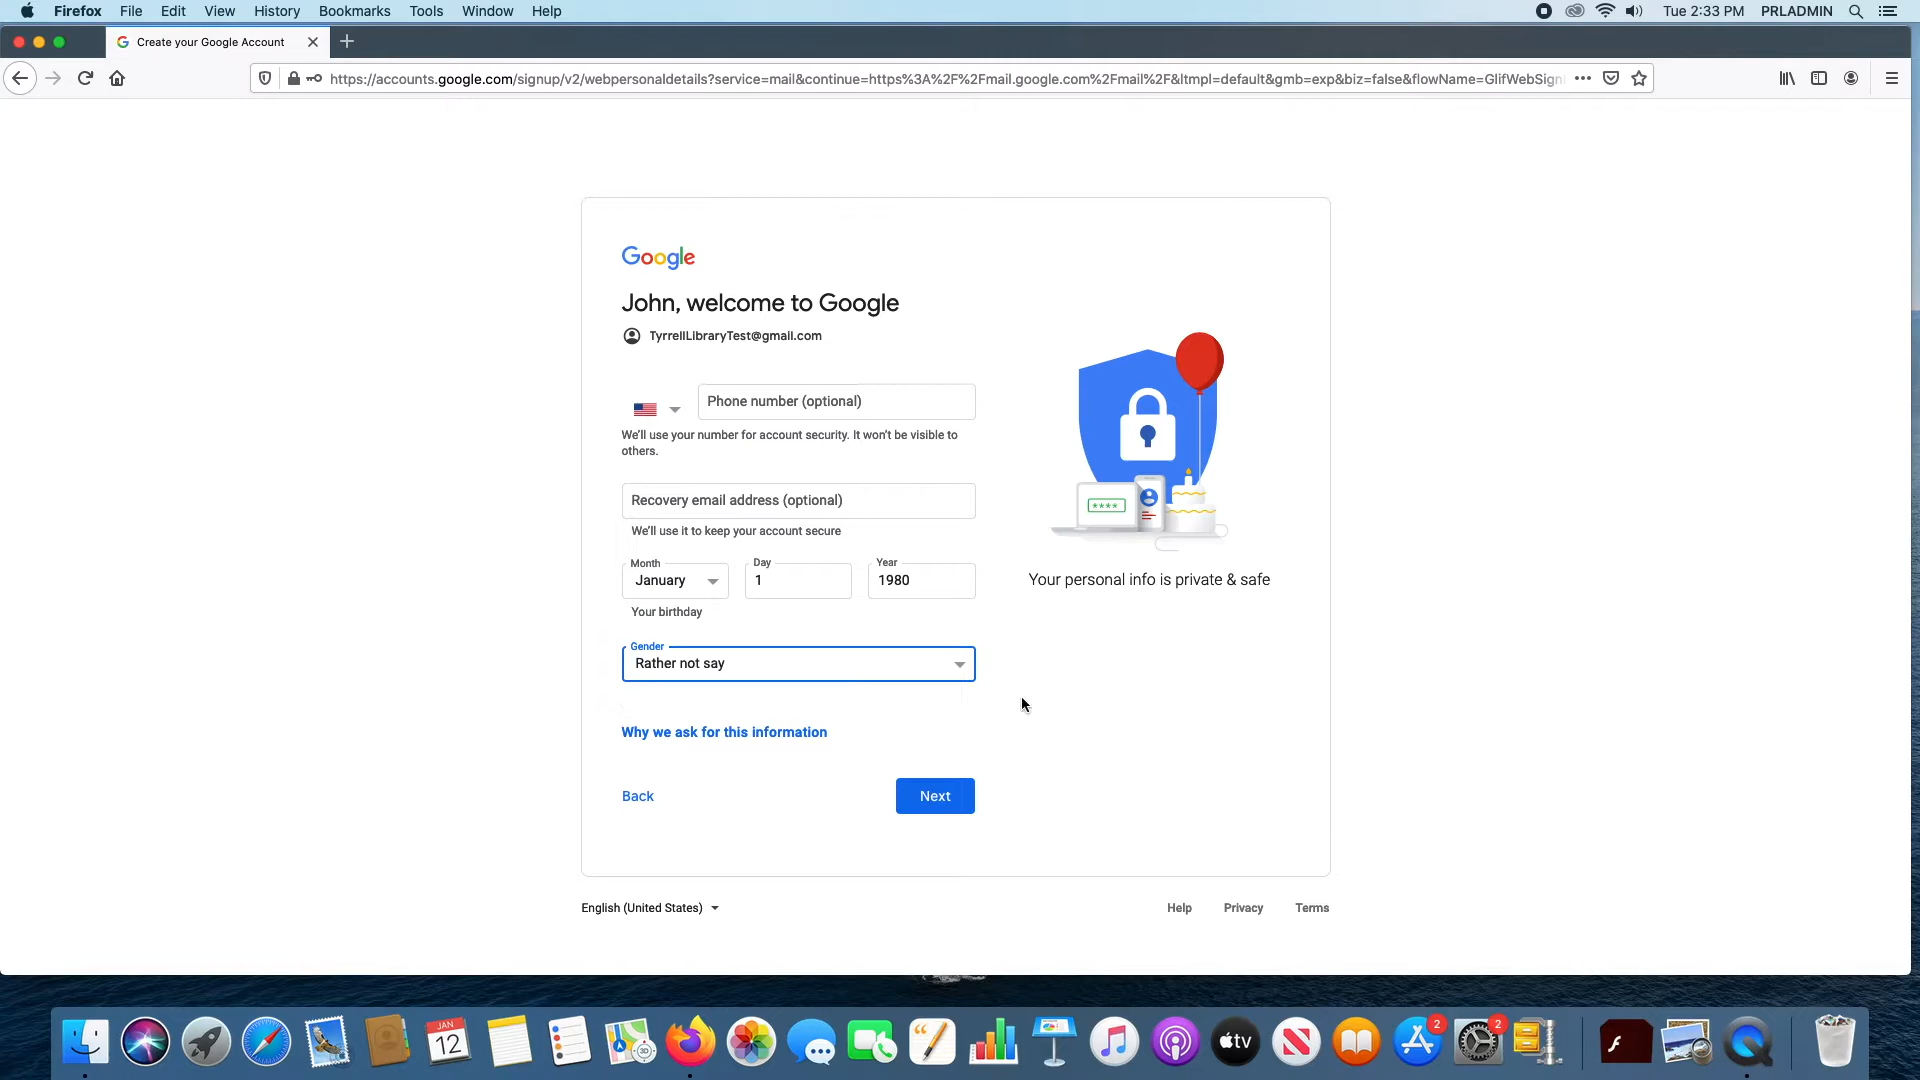 Firefox File Edit View History Bookmarks Tools Window Help Tue 2:33 PM PRLADMIN
Create your Google Account
https://accounts.google.com/signup/v2/webpersonaldetails?service=mail&continue=https%3A%2F%2Fmail.google.com%2Fmail%2F&ltmpl=default&gmb=exp&biz=false&flowName=GlifWebSign
Google
John, welcome to Google
TyrrellLibraryTest@gmail.com
Phone number (optional)
We'll use your number for account security. It won't be visible to
others.
Recovery email address (optional)
We'll use it to keep your account secure
****
Month Day Year
January 1 1980
Your personal info is private & safe
Your birthday
Gender
Rather not say
Why we ask for this information
Back Next
English (United States) Help Privacy Terms
JAN
12
3D
tv
2
2